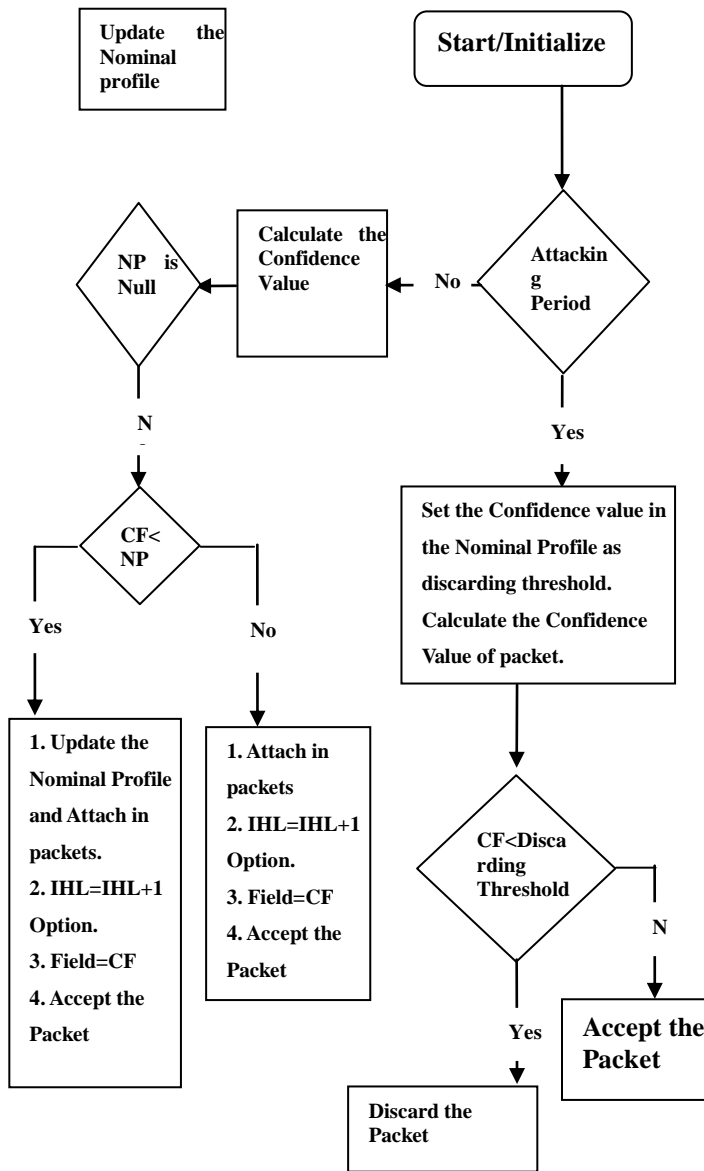 Update the
Nominal
profile
Start/Initialize
NP is
Null
Calculate the
Confidence
Value
No
Attackin
g
Period
N
Yes
CF<
NP
Set the Confidence value in
the Nominal Profile as
discarding threshold.
Calculate the Confidence
Value of packet.
Yes
No
1. Update the
Nominal Profile
and Attach in
packets.
2. IHL=IHL+1
Option.
3. Field=CF
4. Accept the
Packet
1. Attach in
packets
2. IHL=IHL+1
Option.
3. Field=CF
4. Accept the
Packet
CF<Disca
rding
Threshold
N
Yes
Accept the
Packet
Discard the
Packet